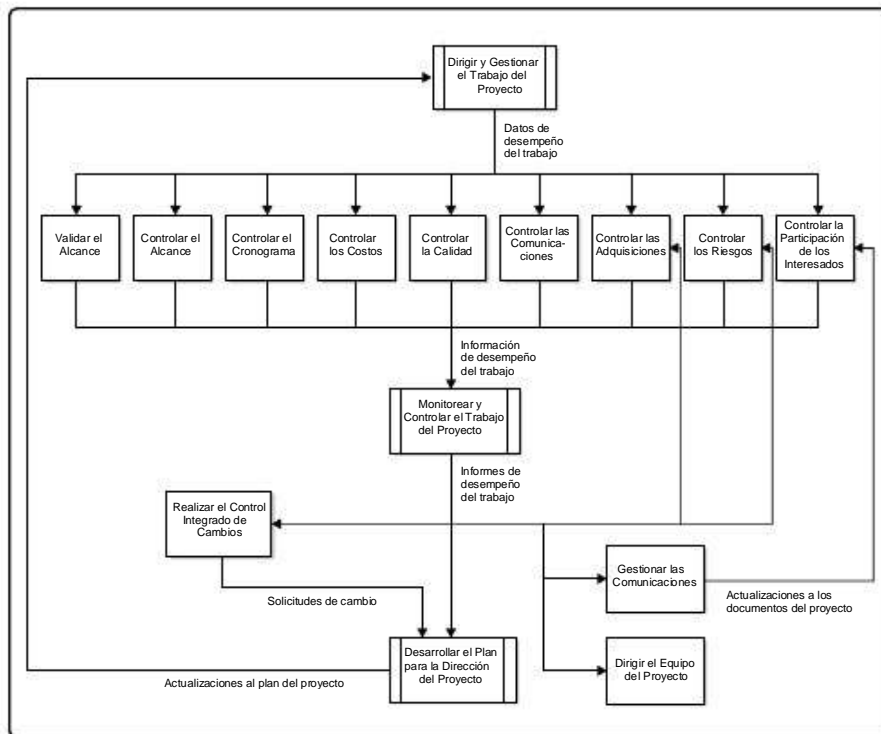 Dirigir y Gestionar
el Trabajo del
Proyecto
Datos de
desempeño
del trabajo
Validar el
Alcance
Controlar el
Alcance
Controlar el
Cronograma
Controlar
los Costos
Controlar
la Calidad
Controlar las
Comunica-
ciones
Controlar las
Adquisiciones
Controlar
los Riesgos
Controlar la
Participación
de los
Interesados
Información
de desempeño
del trabajo
Monitorear y
Controlar el Trabajo
del Proyecto
Informes de
desempeño
del trabajo
Realizar el Control
Integrado de
Cambios
Gestionar las
Comunicaciones
Actualizaciones a los
documentos del proyecto
Solicitudes de cambio
Desarrollar el Plan
para la Dirección
del Proyecto
Dirigir el Equipo
del Proyecto
Actualizaciones al plan del proyecto